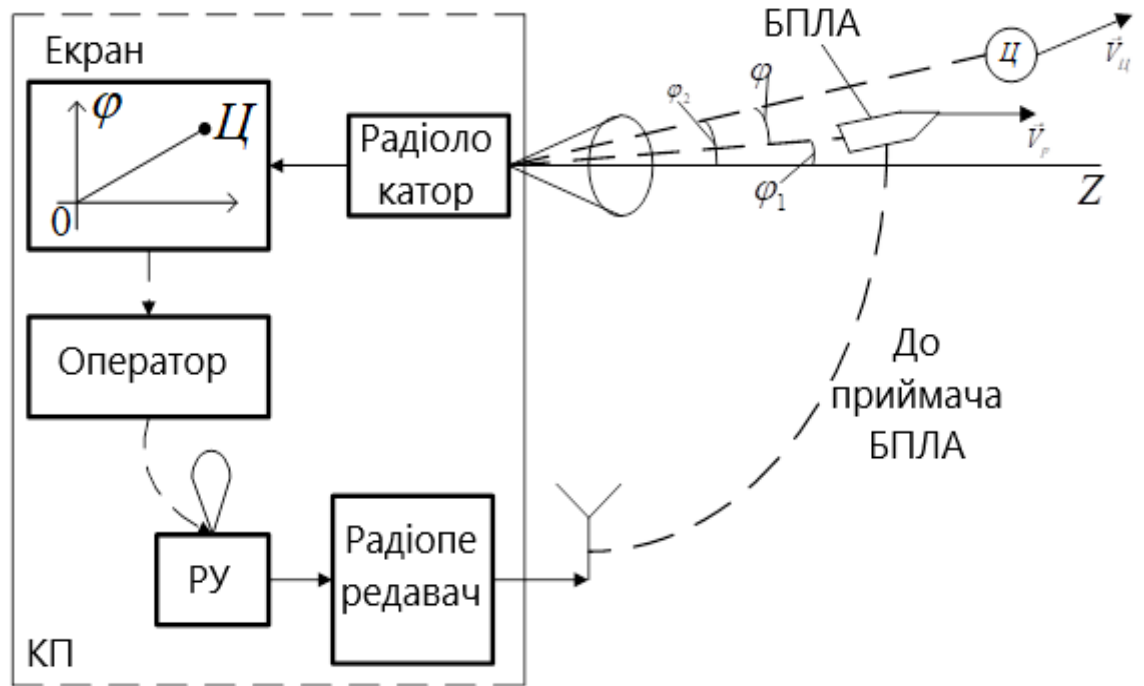 Екран
φ
Ц
0
Радіоло
катор
БПЛА
Ц
V⃗ц
φ
φ₂
V⃗р
φ₁
Z
Оператор
До
приймача
БПЛА
РУ
Радіопе
редавач
КП